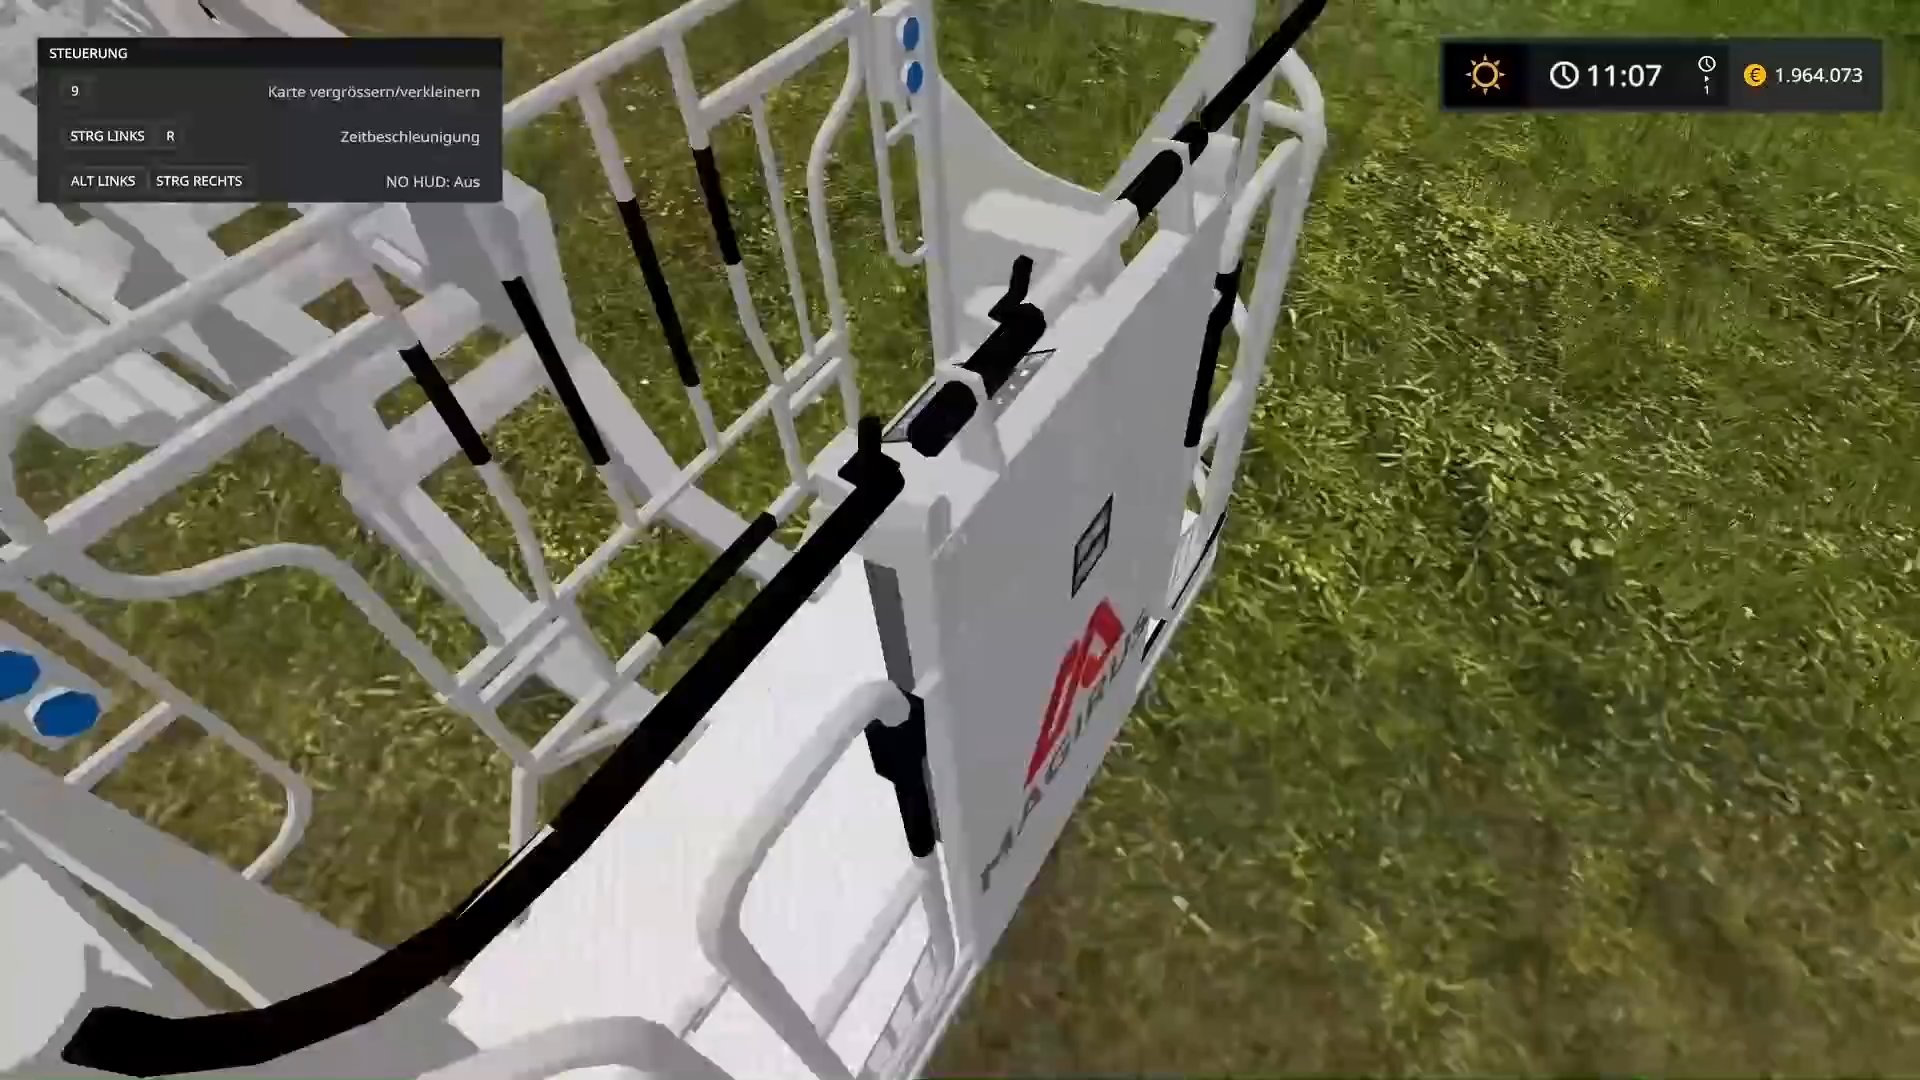 STEUERUNG
9 Karte vergrössern/verkleinern
STRG LINKS R Zeitbeschleunigung
ALT LINKS STRG RECHTS NO HUD: Aus
11:07
1
1.964.073